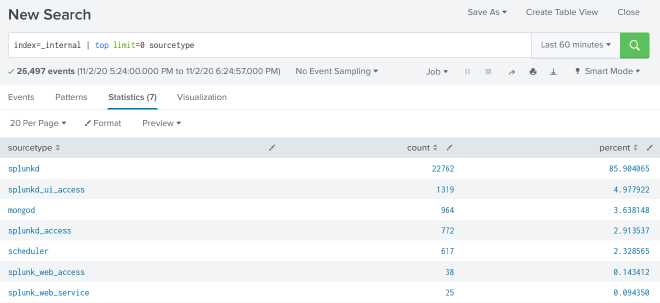 New Search
Save As ▾ Create Table View Close
index=_internal | top limit=0 sourcetype
Last 60 minutes ▾
✓ 26,497 events (11/2/20 5:24:00.000 PM to 11/2/20 6:24:57.000 PM) No Event Sampling ▾ Job ▾ Smart Mode ▾
Events Patterns Statistics (7) Visualization
20 Per Page ▾ Format Preview ▾
sourcetype count percent
splunkd 22762 85.904065
splunkd_ui_access 1319 4.977922
mongod 964 3.638148
splunkd_access 772 2.913537
scheduler 617 2.328565
splunk_web_access 38 0.143412
splunk_web_service 25 0.094350